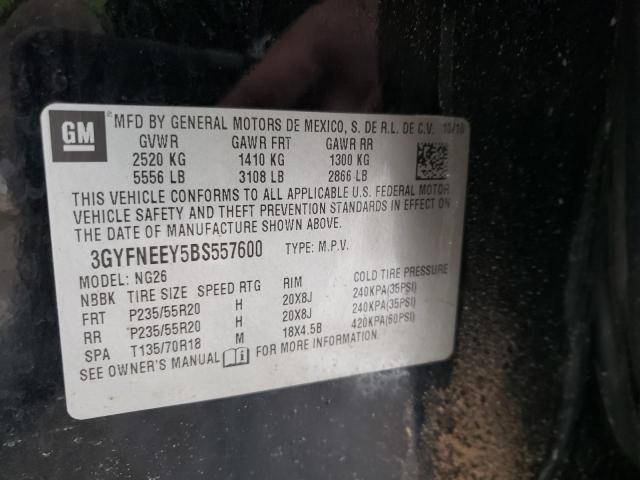 GM
® MFD BY GENERAL MOTORS DE MEXICO, S. DE R.L. DE C.V. 10/10
GVWR GAWR FRT GAWR RR
2520 KG 1410 KG 1300 KG
5556 LB 3108 LB 2866 LB
THIS VEHICLE CONFORMS TO ALL APPLICABLE U.S. FEDERAL MOTOR
VEHICLE SAFETY AND THEFT PREVENTION STANDARDS IN EFFECT ON
THE DATE OF MANUFACTURE SHOWN ABOVE.
3GYFNEEY5BS557600 TYPE: M.P.V.
MODEL: NG26
NBBK TIRE SIZE SPEED RTG RIM COLD TIRE PRESSURE
FRT P235/55R20 H 20X8J 240KPA(35PSI)
RR P235/55R20 H 20X8J 240KPA(35PSI)
SPA T135/70R18 M 18X4.5B 420KPA(60PSI)
SEE OWNER'S MANUAL FOR MORE INFORMATION.